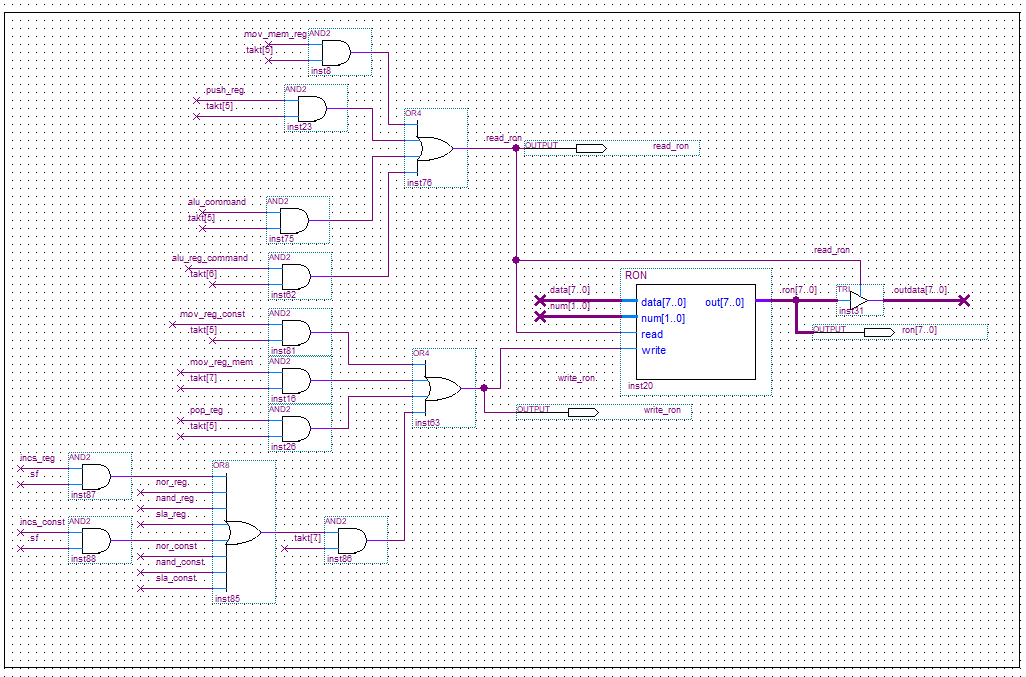 AND2
mov_mem_reg
takt[5]
inst8
AND2
push_reg
takt[5]
inst23
OR4
read_ron
OUTPUT
read_ron
inst76
AND2
alu_command
takt[5]
inst75
AND2
alu_reg_command
takt[6]
inst62
read_ron
RON
data[7..0]
num[1..0]
data[7..0]
out[7..0]
num[1..0]
read
write
inst20
ron[7..0]
TRI
inst31
outdata[7..0]
OUTPUT
ron[7..0]
AND2
mov_reg_const
takt[5]
inst81
AND2
mov_reg_mem
takt[7]
inst16
AND2
pop_reg
takt[5]
inst26
OR4
inst63
write_ron
OUTPUT
write_ron
AND2
incs_reg
sf
inst87
AND2
incs_const
sf
inst88
OR8
nor_reg
nand_reg
sla_reg
nor_const
nand_const
sla_const
inst85
AND2
takt[7]
inst86